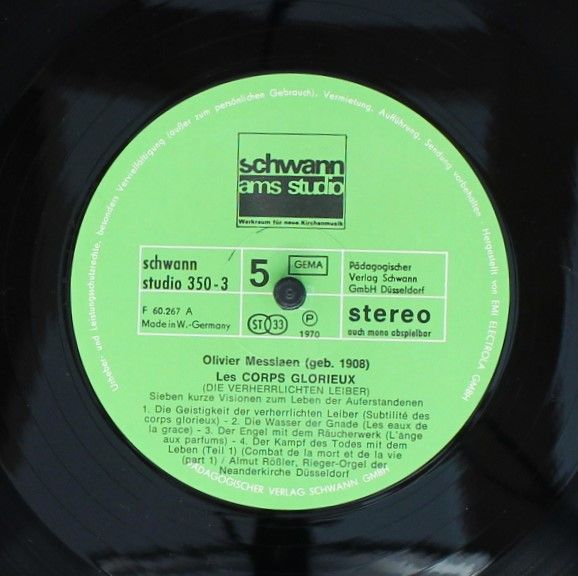 Urheber- und Leistungsschutzrechte, besonders Vervielfältigung (außer zum persönlichen Gebrauch), Vermietung, Aufführung, Sendung vorbehalten · Hergestellt von EMI ELECTROLA GMBH
schwann
ams studio
Werkraum für neue Kirchenmusik
schwann
studio 350-3
5
GEMA
Pädagogischer
Verlag Schwann
GmbH Düsseldorf
F 60.267 A
Made in W.-Germany
ST 33
P
1970
stereo
auch mono abspielbar
Olivier Messiaen (geb. 1908)
Les CORPS GLORIEUX
(DIE VERHERRLICHTEN LEIBER)
Sieben kurze Visionen zum Leben der Auferstandenen
1. Die Geistigkeit der verherrlichten Leiber (Subtilité des
corps glorieux) - 2. Die Wasser der Gnade (Les eaux de
la grace) - 3. Der Engel mit dem Räucherwerk (L'ânge
aux parfums) - 4. Der Kampf des Todes mit dem
Leben (Teil 1) (Combat de la mort et de la vie
(part 1) / Almut Rößler, Rieger-Orgel der
Neanderkirche Düsseldorf
PÄDAGOGISCHER VERLAG SCHWANN GMBH